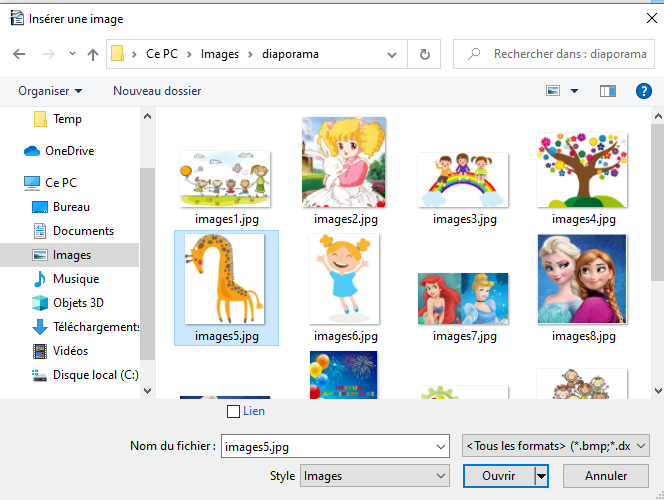 Insérer une image
Ce PC > Images > diaporama
Rechercher dans : diaporama
Organiser
Nouveau dossier
Temp
OneDrive
Ce PC
Bureau
Documents
Images
Musique
Objets 3D
Téléchargements
Vidéos
Disque local (C:)
images1.jpg
images2.jpg
images3.jpg
images4.jpg
images5.jpg
images6.jpg
images7.jpg
images8.jpg
JOYEUX
ANNIVERSAIRE
Lien
Nom du fichier :
images5.jpg
<Tous les formats> (*.bmp;*.dx
Style
Images
Ouvrir
Annuler